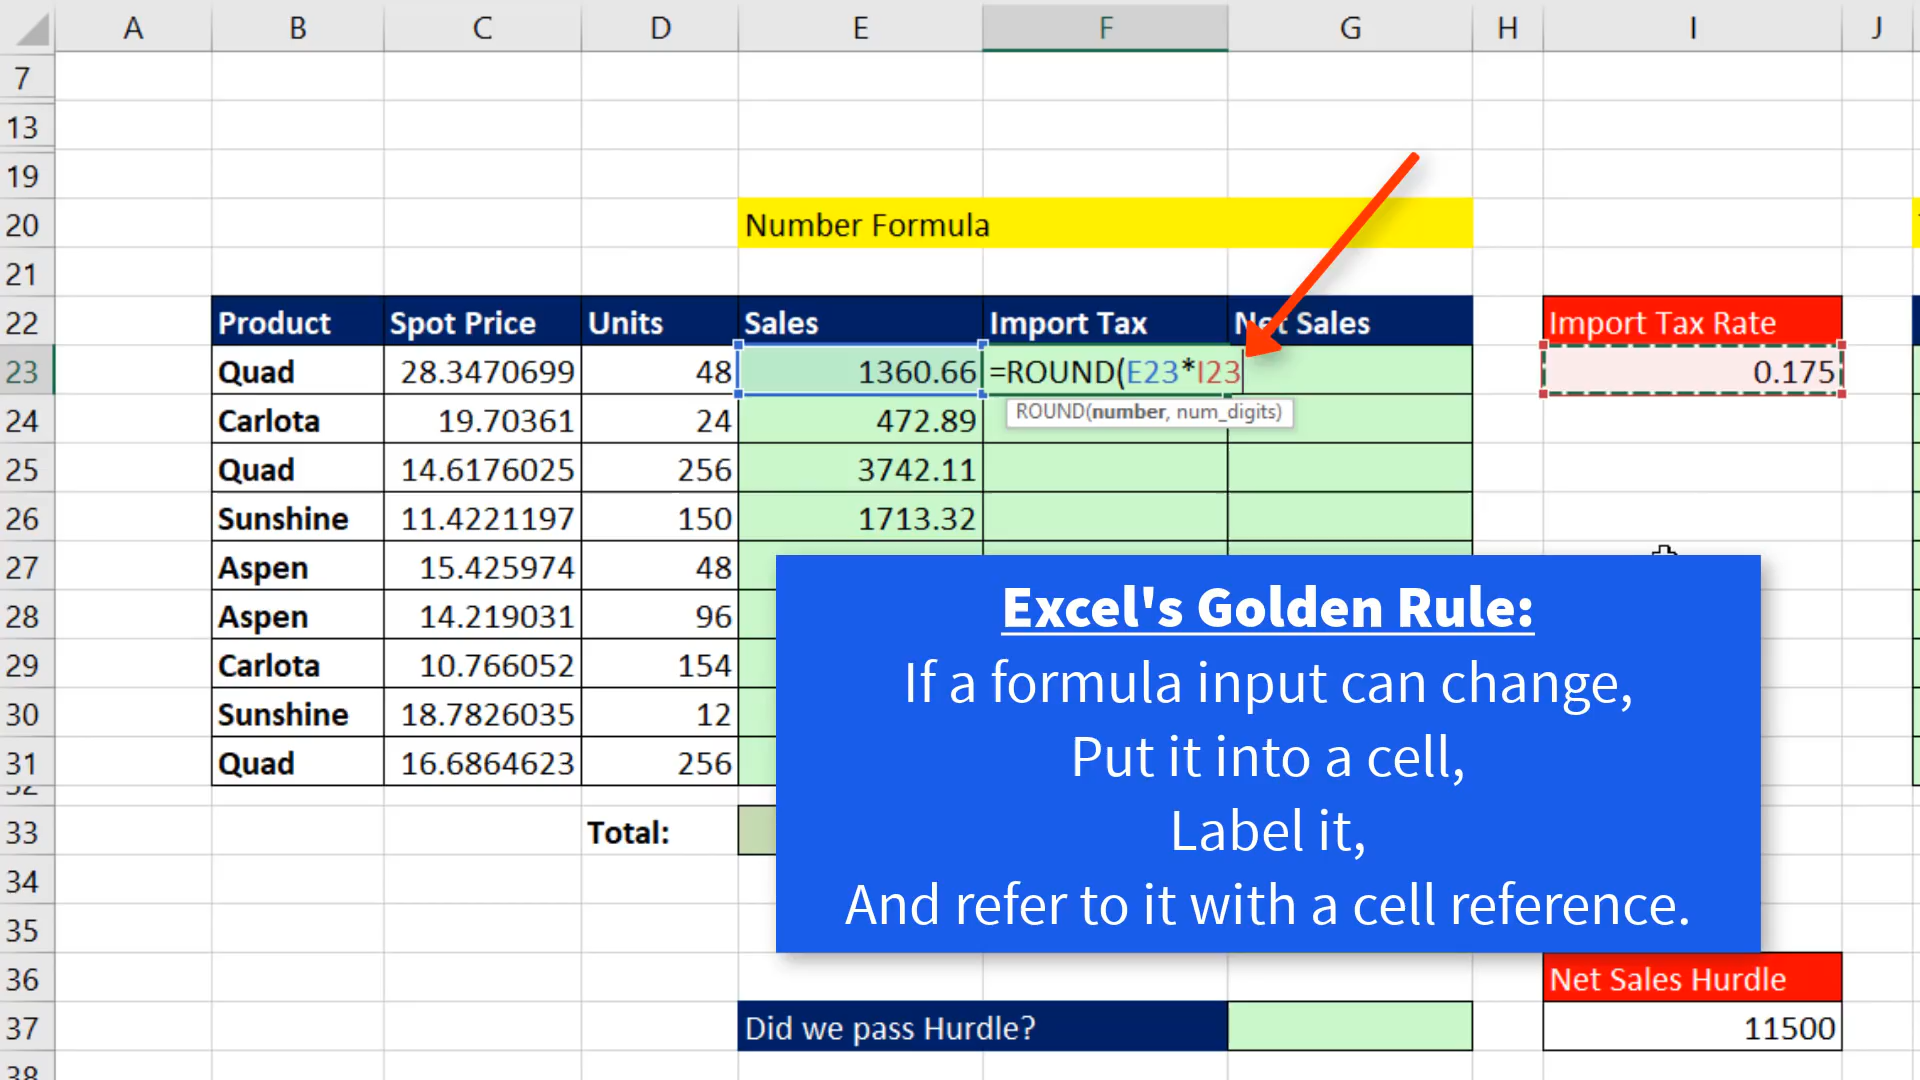 A B C D E F G H I J
7
13
19
20 Number Formula
21
22 Product Spot Price Units Sales Import Tax Net Sales Import Tax Rate
23 Quad 28.3470699 48 1360.66 =ROUND(E23*I23 0.175
ROUND(number, num_digits)
24 Carlota 19.70361 24 472.89
25 Quad 14.6176025 256 3742.11
26 Sunshine 11.4221197 150 1713.32
27 Aspen 15.425974 48
28 Aspen 14.219031 96
29 Carlota 10.766052 154
30 Sunshine 18.7826035 12
31 Quad 16.6864623 256
32
33 Total:
34
35
Excel's Golden Rule:
If a formula input can change,
Put it into a cell,
Label it,
And refer to it with a cell reference.
36 Net Sales Hurdle
37 Did we pass Hurdle? 11500
38